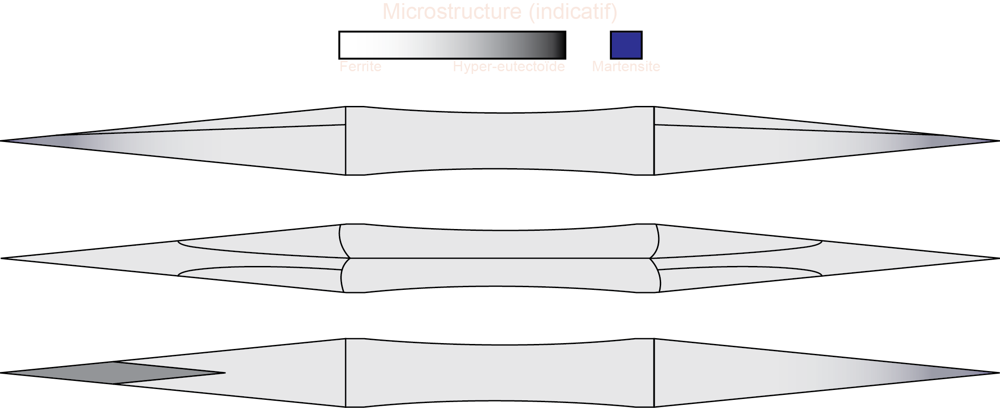 Microstructure (indicatif)
Ferrite Hyper-eutectoïde Martensite